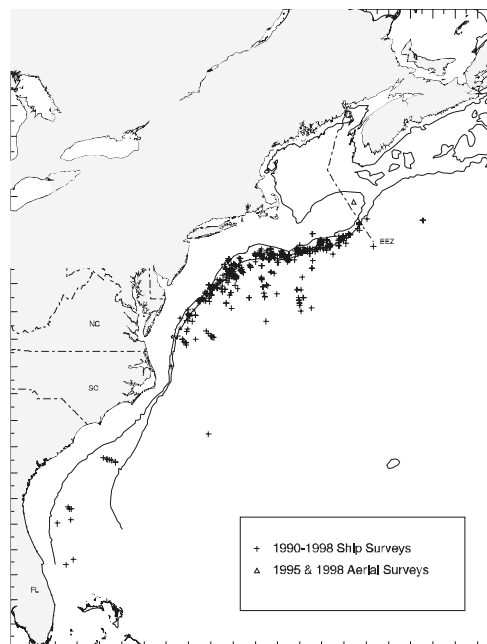 EEZ
NC
SC
FL
+ 1990-1998 Ship Surveys
△ 1995 & 1998 Aerial Surveys